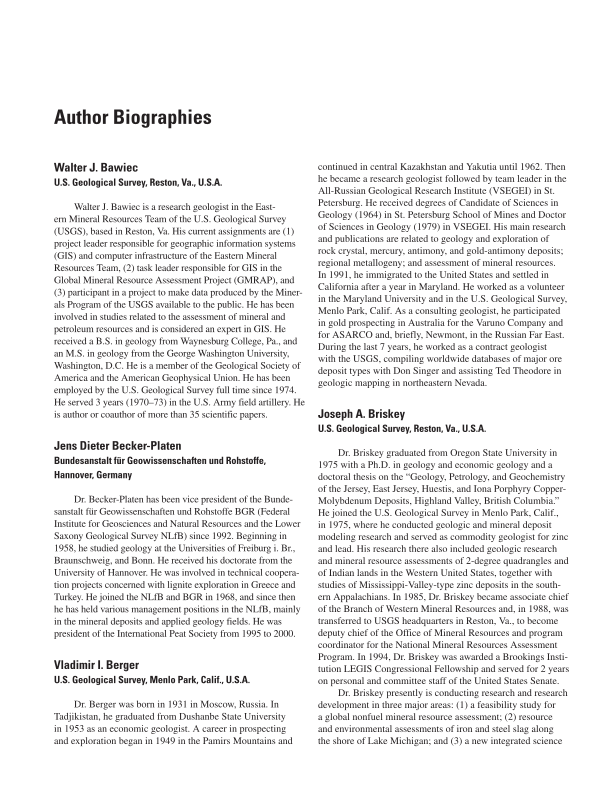 Author Biographies
Walter J. Bawiec
U.S. Geological Survey, Reston, Va., U.S.A.
Walter J. Bawiec is a research geologist in the East-
ern Mineral Resources Team of the U.S. Geological Survey
(USGS), based in Reston, Va. His current assignments are (1)
project leader responsible for geographic information systems
(GIS) and computer infrastructure of the Eastern Mineral
Resources Team, (2) task leader responsible for GIS in the
Global Mineral Resource Assessment Project (GMRAP), and
(3) participant in a project to make data produced by the Miner-
als Program of the USGS available to the public. He has been
involved in studies related to the assessment of mineral and
petroleum resources and is considered an expert in GIS. He
received a B.S. in geology from Waynesburg College, Pa., and
an M.S. in geology from the George Washington University,
Washington, D.C. He is a member of the Geological Society of
America and the American Geophysical Union. He has been
employed by the U.S. Geological Survey full time since 1974.
He served 3 years (1970–73) in the U.S. Army field artillery. He
is author or coauthor of more than 35 scientific papers.
Jens Dieter Becker-Platen
Bundesanstalt für Geowissenschaften und Rohstoffe,
Hannover, Germany
Dr. Becker-Platen has been vice president of the Bunde-
sanstalt für Geowissenschaften und Rohstoffe BGR (Federal
Institute for Geosciences and Natural Resources and the Lower
Saxony Geological Survey NLfB) since 1992. Beginning in
1958, he studied geology at the Universities of Freiburg i. Br.,
Braunschweig, and Bonn. He received his doctorate from the
University of Hannover. He was involved in technical coopera-
tion projects concerned with lignite exploration in Greece and
Turkey. He joined the NLfB and BGR in 1968, and since then
he has held various management positions in the NLfB, mainly
in the mineral deposits and applied geology fields. He was
president of the International Peat Society from 1995 to 2000.
Vladimir I. Berger
U.S. Geological Survey, Menlo Park, Calif., U.S.A.
Dr. Berger was born in 1931 in Moscow, Russia. In
Tadjikistan, he graduated from Dushanbe State University
in 1953 as an economic geologist. A career in prospecting
and exploration began in 1949 in the Pamirs Mountains and
continued in central Kazakhstan and Yakutia until 1962. Then
he became a research geologist followed by team leader in the
All-Russian Geological Research Institute (VSEGEI) in St.
Petersburg. He received degrees of Candidate of Sciences in
Geology (1964) in St. Petersburg School of Mines and Doctor
of Sciences in Geology (1979) in VSEGEI. His main research
and publications are related to geology and exploration of
rock crystal, mercury, antimony, and gold-antimony deposits;
regional metallogeny; and assessment of mineral resources.
In 1991, he immigrated to the United States and settled in
California after a year in Maryland. He worked as a volunteer
in the Maryland University and in the U.S. Geological Survey,
Menlo Park, Calif. As a consulting geologist, he participated
in gold prospecting in Australia for the Varuno Company and
for ASARCO and, briefly, Newmont, in the Russian Far East.
During the last 7 years, he worked as a contract geologist
with the USGS, compiling worldwide databases of major ore
deposit types with Don Singer and assisting Ted Theodore in
geologic mapping in northeastern Nevada.
Joseph A. Briskey
U.S. Geological Survey, Reston, Va., U.S.A.
Dr. Briskey graduated from Oregon State University in
1975 with a Ph.D. in geology and economic geology and a
doctoral thesis on the “Geology, Petrology, and Geochemistry
of the Jersey, East Jersey, Huestis, and Iona Porphyry Copper-
Molybdenum Deposits, Highland Valley, British Columbia.”
He joined the U.S. Geological Survey in Menlo Park, Calif.,
in 1975, where he conducted geologic and mineral deposit
modeling research and served as commodity geologist for zinc
and lead. His research there also included geologic research
and mineral resource assessments of 2-degree quadrangles and
of Indian lands in the Western United States, together with
studies of Mississippi-Valley-type zinc deposits in the south-
ern Appalachians. In 1985, Dr. Briskey became associate chief
of the Branch of Western Mineral Resources and, in 1988, was
transferred to USGS headquarters in Reston, Va., to become
deputy chief of the Office of Mineral Resources and program
coordinator for the National Mineral Resources Assessment
Program. In 1994, Dr. Briskey was awarded a Brookings Insti-
tution LEGIS Congressional Fellowship and served for 2 years
on personal and committee staff of the United States Senate.
Dr. Briskey presently is conducting research and research
development in three major areas: (1) a feasibility study for
a global nonfuel mineral resource assessment; (2) resource
and environmental assessments of iron and steel slag along
the shore of Lake Michigan; and (3) a new integrated science